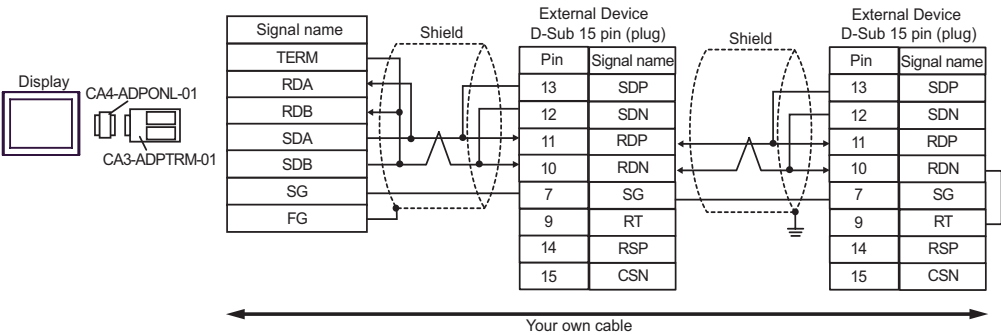 Display
CA4-ADPONL-01
CA3-ADPTRM-01
Signal name
TERM
RDA
RDB
SDA
SDB
SG
FG
Shield
External Device
D-Sub 15 pin (plug)
Pin Signal name
13 SDP
12 SDN
11 RDP
10 RDN
7 SG
9 RT
14 RSP
15 CSN
Shield
External Device
D-Sub 15 pin (plug)
Pin Signal name
13 SDP
12 SDN
11 RDP
10 RDN
7 SG
9 RT
14 RSP
15 CSN
Your own cable